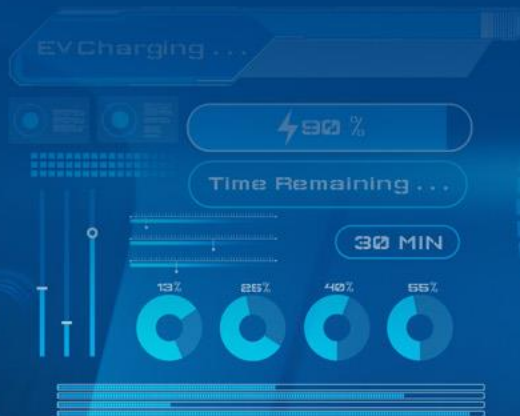 EV Charging ...
90 %
Time Remaining ...
30 MIN
13% 25% 40% 55%